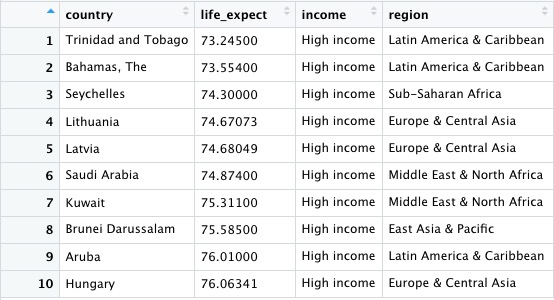 country life_expect income region
1 Trinidad and Tobago 73.24500 High income Latin America & Caribbean
2 Bahamas, The 73.55400 High income Latin America & Caribbean
3 Seychelles 74.30000 High income Sub-Saharan Africa
4 Lithuania 74.67073 High income Europe & Central Asia
5 Latvia 74.68049 High income Europe & Central Asia
6 Saudi Arabia 74.87400 High income Middle East & North Africa
7 Kuwait 75.31100 High income Middle East & North Africa
8 Brunei Darussalam 75.58500 High income East Asia & Pacific
9 Aruba 76.01000 High income Latin America & Caribbean
10 Hungary 76.06341 High income Europe & Central Asia